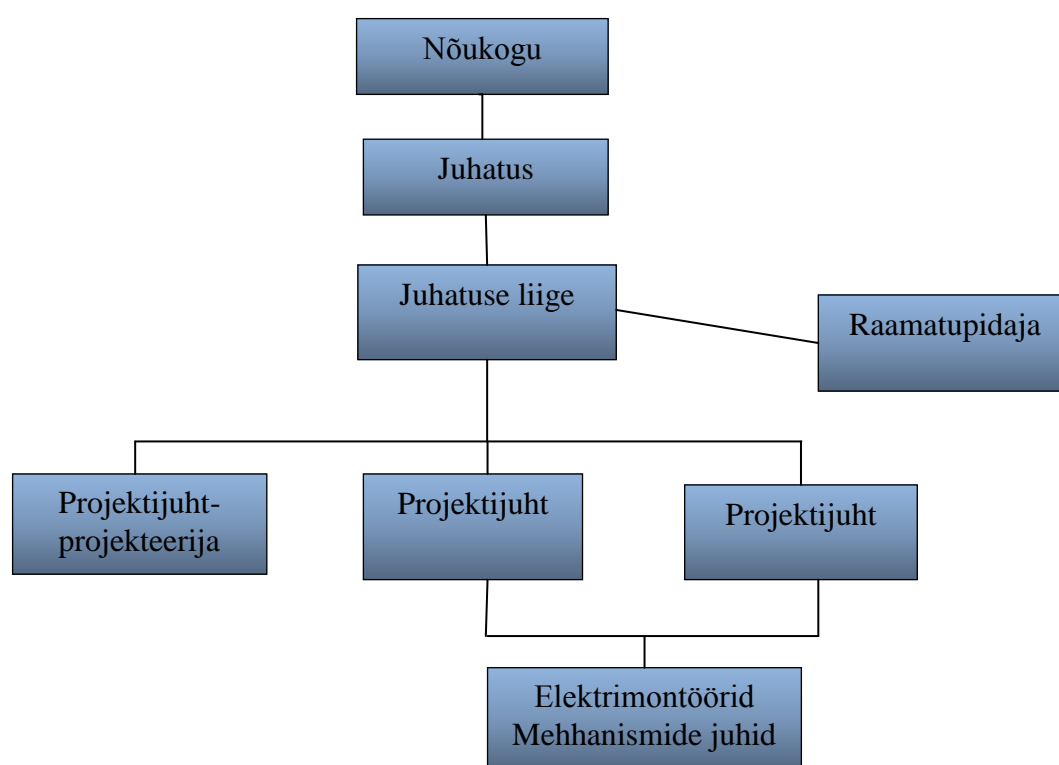 Nõukogu
Juhatus
Juhatuse liige
Raamatupidaja
Projektijuht-
projekteerija
Projektijuht
Projektijuht
Elektrimontöörid
Mehhanismide juhid